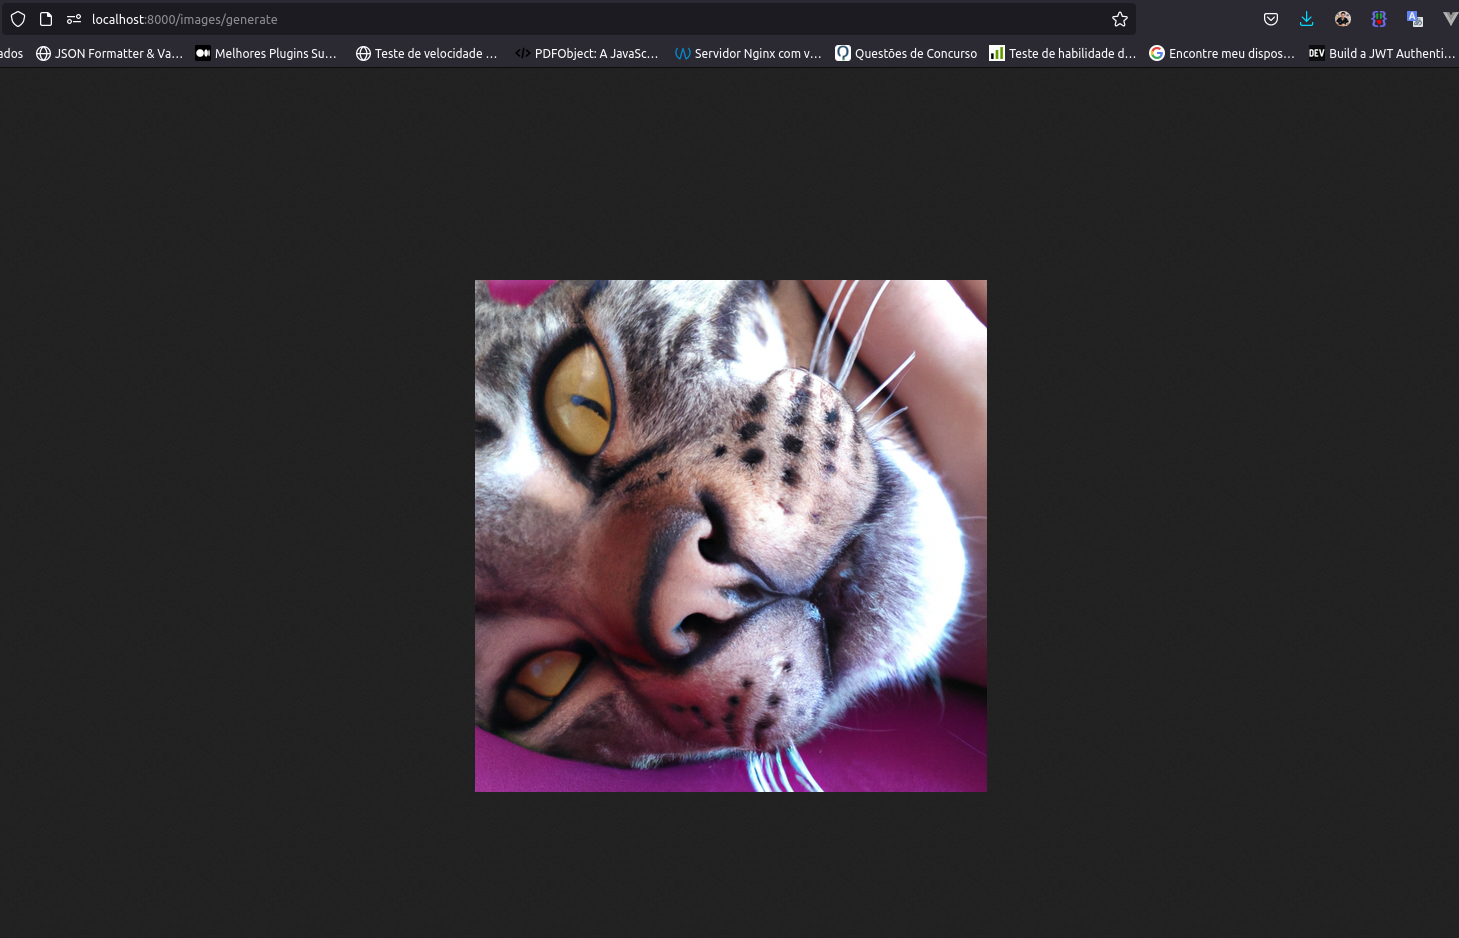 localhost:8000/images/generate
ados JSON Formatter & Va… Melhores Plugins Su… Teste de velocidade … </> PDFObject: A JavaSc… Servidor Nginx com v… Questões de Concurso Teste de habilidade d… G Encontre meu dispos… DEV Build a JWT Authenti…